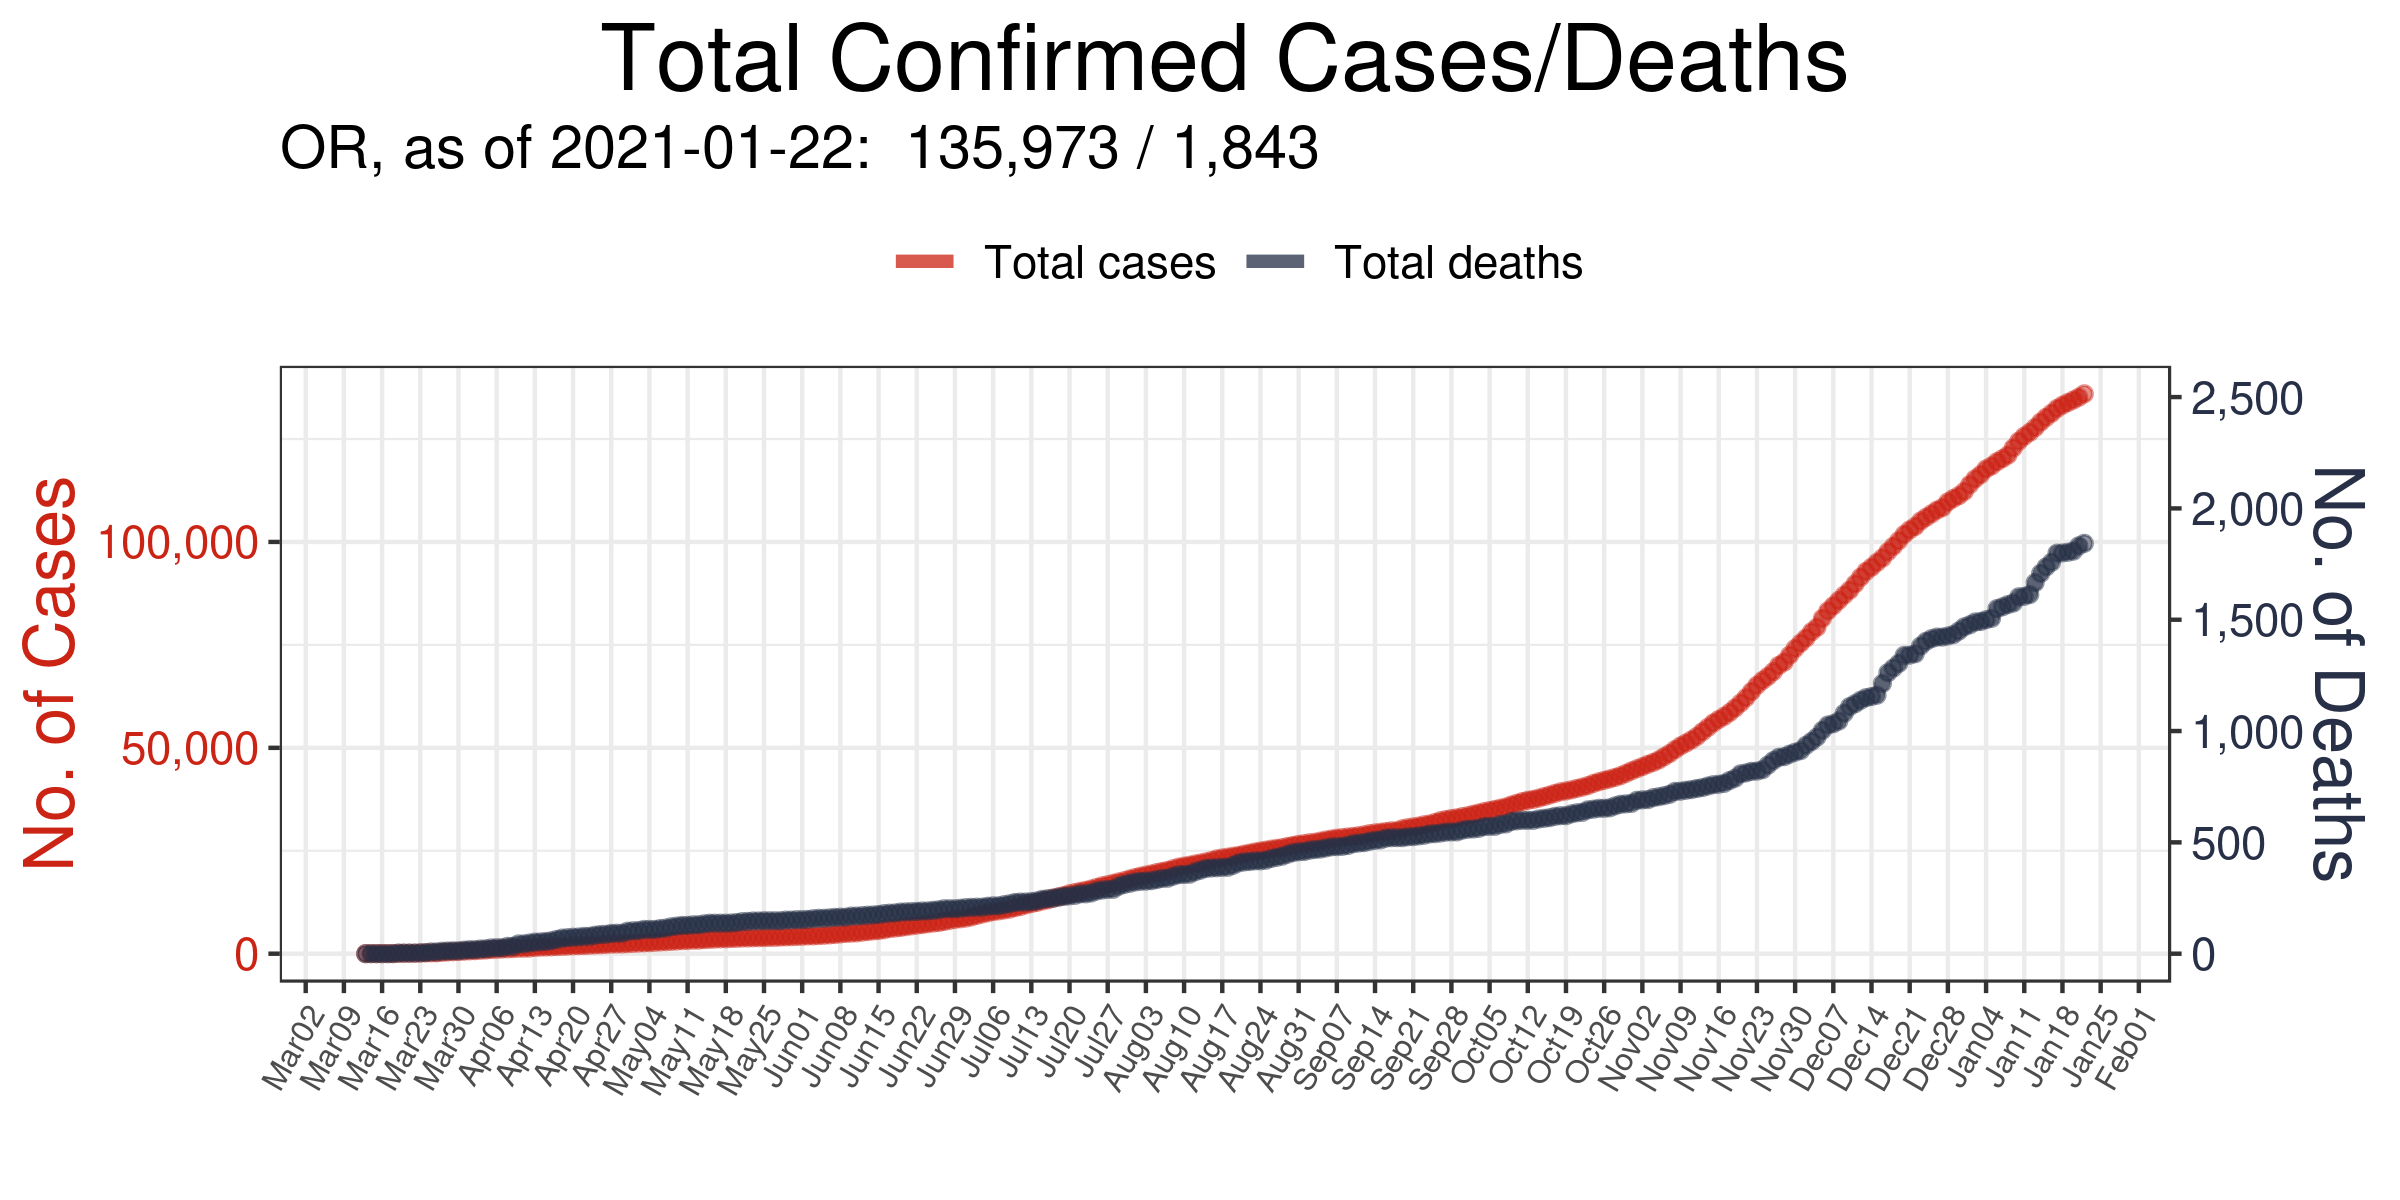 Total Confirmed Cases/Deaths
OR, as of 2021-01-22:  135,973 / 1,843
Total cases
Total deaths
No. of Cases
100,000
50,000
0
2,500
2,000
1,500
1,000
500
0
No. of Deaths
Mar02
Mar09
Mar16
Mar23
Mar30
Apr06
Apr13
Apr20
Apr27
May04
May11
May18
May25
Jun01
Jun08
Jun15
Jun22
Jun29
Jul06
Jul13
Jul20
Jul27
Aug03
Aug10
Aug17
Aug24
Aug31
Sep07
Sep14
Sep21
Sep28
Oct05
Oct12
Oct19
Oct26
Nov02
Nov09
Nov16
Nov23
Nov30
Dec07
Dec14
Dec21
Dec28
Jan04
Jan11
Jan18
Jan25
Feb01